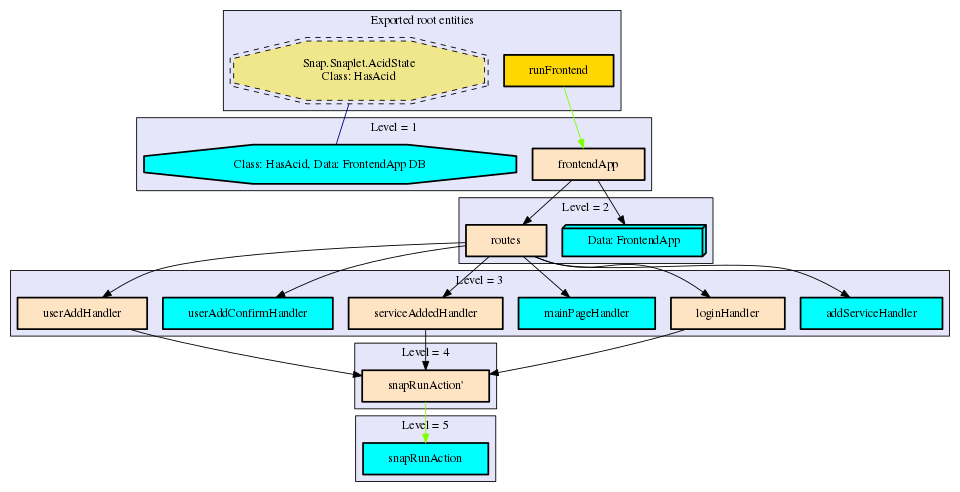 Exported root entities
Snap.Snaplet.AcidState
Class: HasAcid
runFrontend
Level = 1
Class: HasAcid, Data: FrontendApp DB
frontendApp
Level = 2
routes
Data: FrontendApp
Level = 3
userAddHandler
userAddConfirmHandler
serviceAddedHandler
mainPageHandler
loginHandler
addServiceHandler
Level = 4
snapRunAction'
Level = 5
snapRunAction